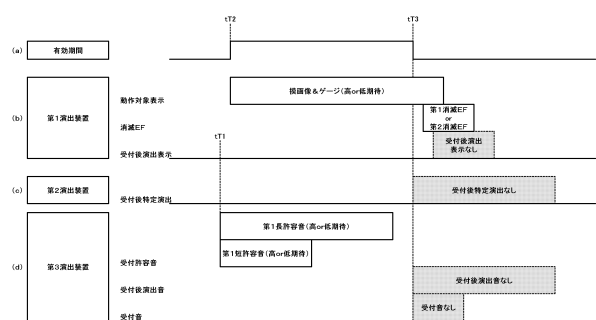 tT2
tT3
(a)
有効期間
(b)
第1演出装置
動作対象表示
操画像＆ゲージ(高or低期待)
消滅EF
第1消滅EF
or
第2消滅EF
受付後演出表示
受付後演出
表示なし
tT1
(c)
第2演出装置
受付後特定演出
受付後特定演出なし
(d)
第3演出装置
第1長許容音(高or低期待)
受付許容音
第1短許容音(高or低期待)
受付後演出音
受付後演出音なし
受付音
受付音なし